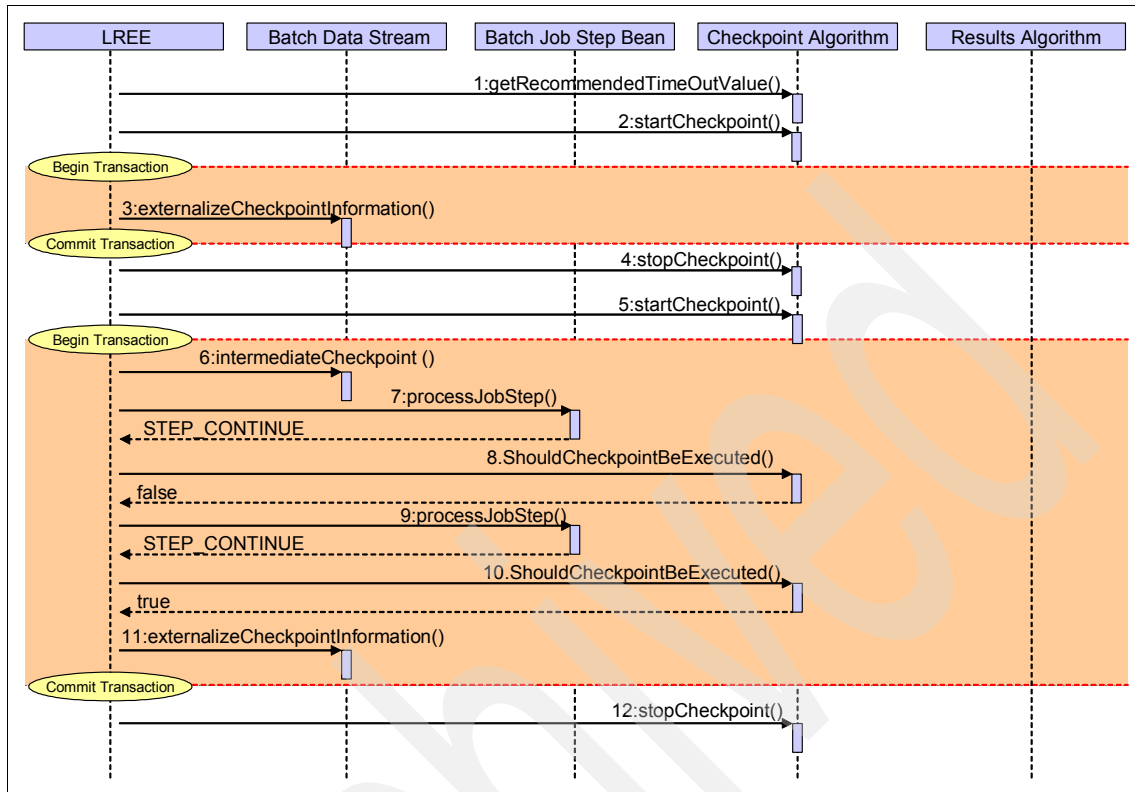 LREE
Batch Data Stream
Batch Job Step Bean
Checkpoint Algorithm
Results Algorithm
1:getRecommendedTimeOutValue()
2:startCheckpoint()
Begin Transaction
3:externalizeCheckpointInformation()
Commit Transaction
4:stopCheckpoint()
5:startCheckpoint()
Begin Transaction
6:intermediateCheckpoint ()
7:processJobStep()
STEP_CONTINUE
8.ShouldCheckpointBeExecuted()
false
9:processJobStep()
STEP_CONTINUE
10.ShouldCheckpointBeExecuted()
true
11:externalizeCheckpointInformation()
Commit Transaction
12:stopCheckpoint()